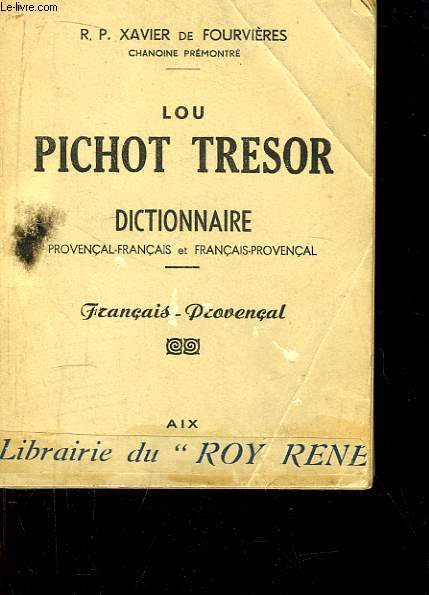 Le-livre.com
R. P. XAVIER DE FOURVIÈRES
CHANOINE PRÉMONTRÉ
LOU
PICHOT TRESOR
DICTIONNAIRE
PROVENÇAL-FRANÇAIS et FRANÇAIS-PROVENÇAL
Français - Provençal
AIX
Librairie du " ROY RENE